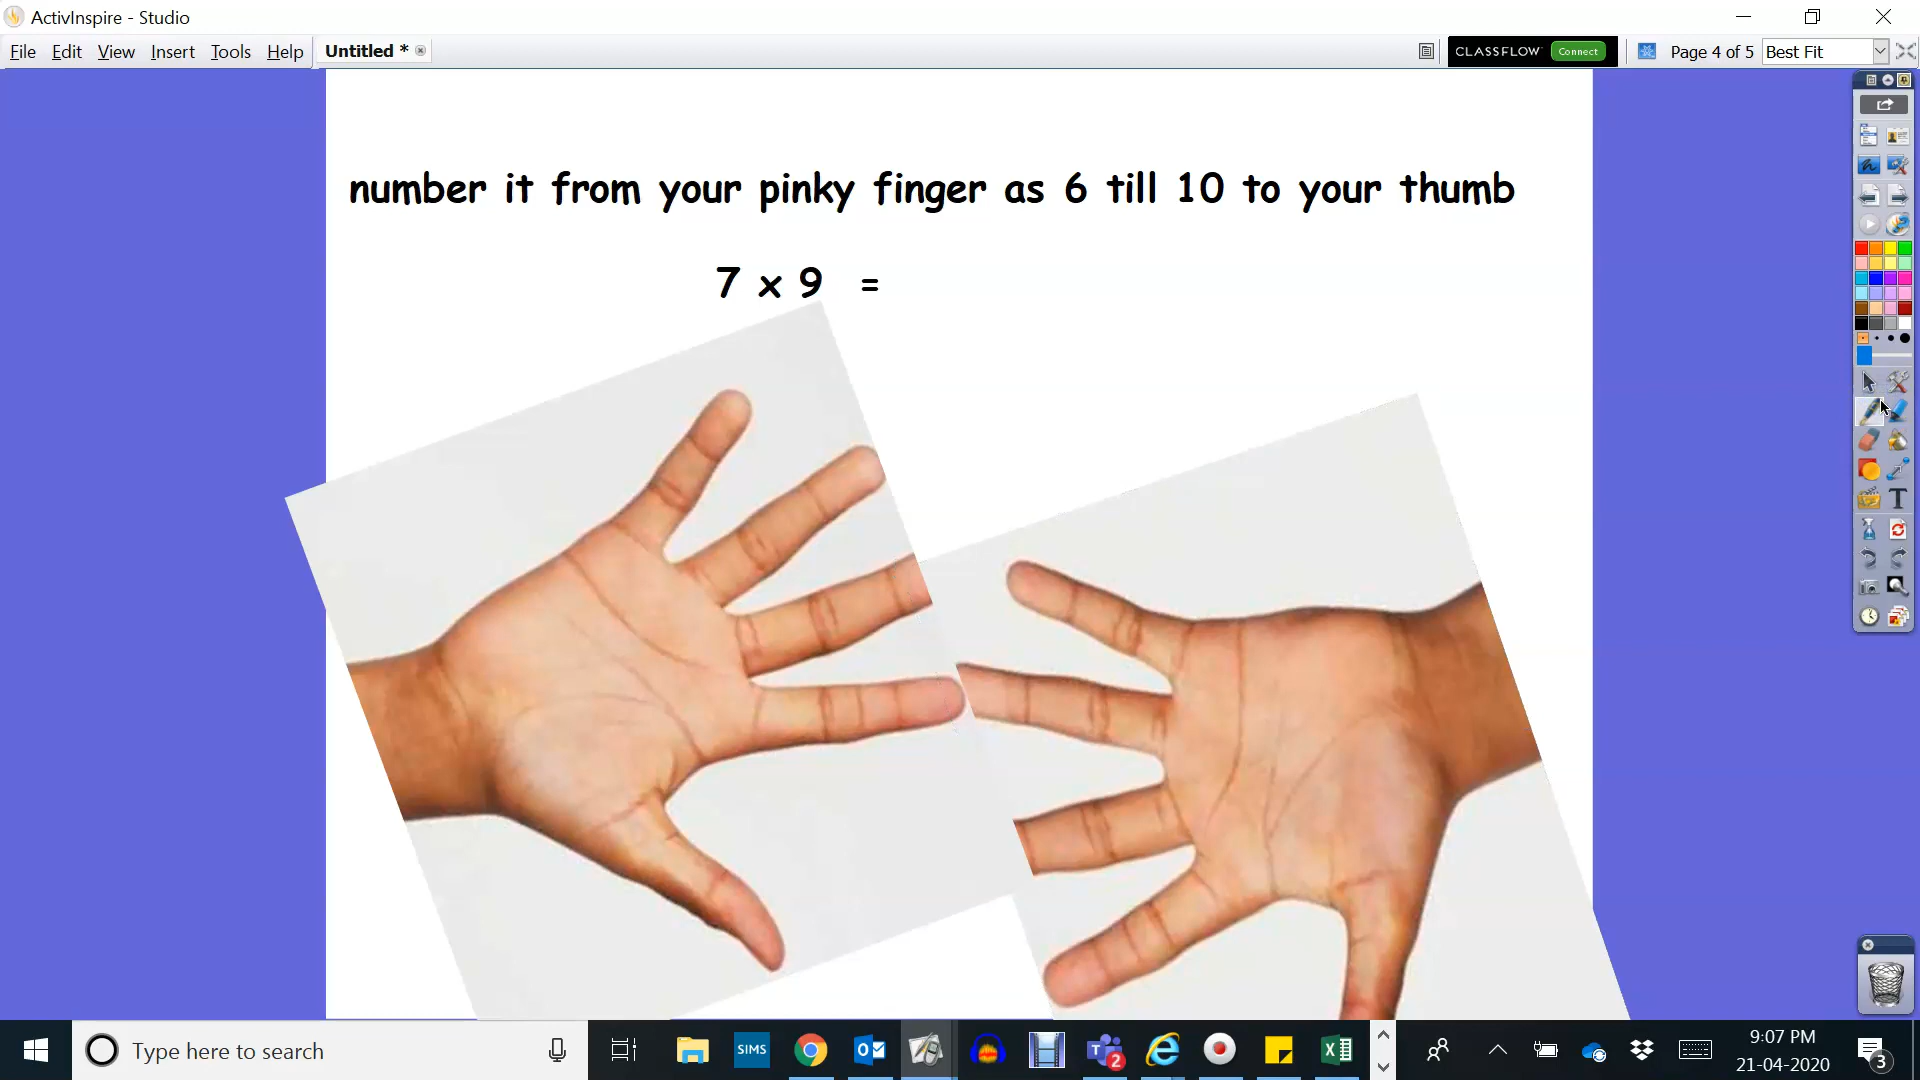 ActivInspire - Studio
File Edit View Insert Tools Help Untitled * CLASSFLOW Connect Page 4 of 5 Best Fit
number it from your pinky finger as 6 till 10 to your thumb
7 x 9 =
T
Type here to search
SIMS
2
9:07 PM
21-04-2020
3